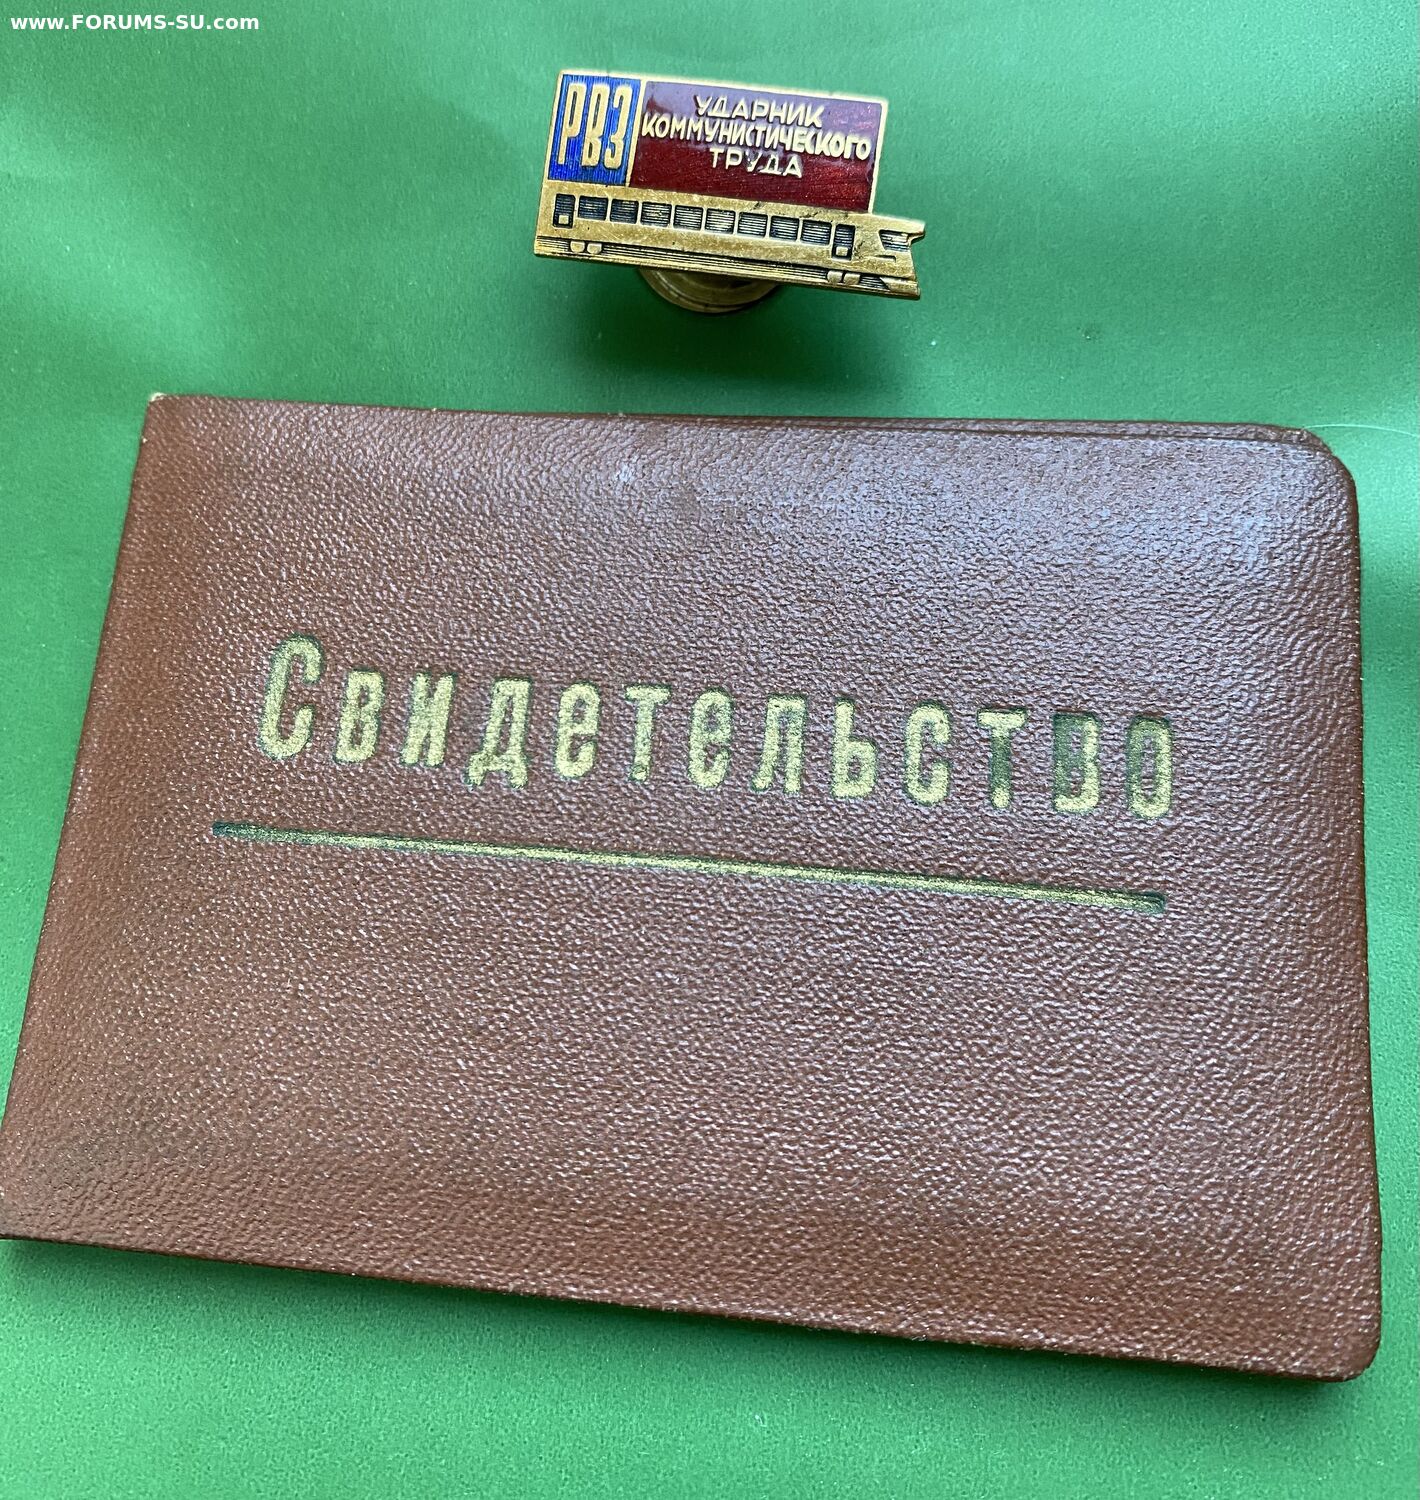 www.FORUMS-SU.com
РВЗ
УДАРНИК
КОММУНИСТИЧЕСКОГО
ТРУДА
Свидетельство